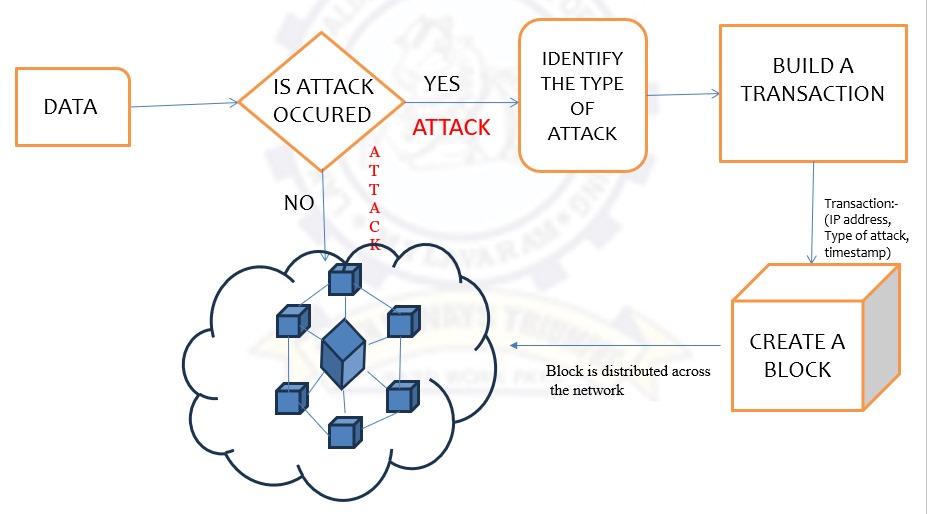 DATA
IS ATTACK
OCCURED
YES
ATTACK
IDENTIFY
THE TYPE
OF
ATTACK
BUILD A
TRANSACTION
NO
A
T
T
A
C
K
Transaction:-
(IP address,
Type of attack,
timestamp)
CREATE A
BLOCK
Block is distributed across
the network